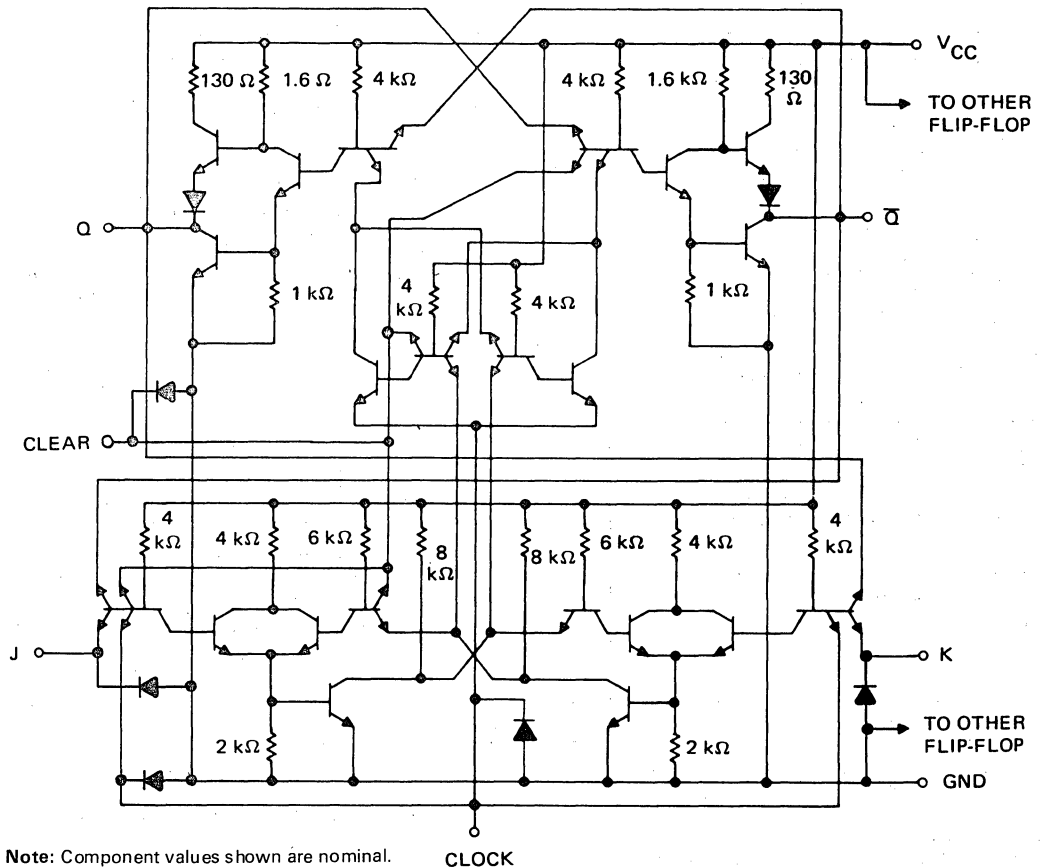 V_CC
130 Ω
1.6 Ω
4 kΩ
4 kΩ
1.6 kΩ
130
Ω
TO OTHER
FLIP-FLOP
Q
Q̅
1 kΩ
4
kΩ
4 kΩ
1 kΩ
CLEAR
4
kΩ
4 kΩ
6 kΩ
8
kΩ
8 kΩ
6 kΩ
4 kΩ
4
kΩ
J
K
TO OTHER
FLIP-FLOP
2 kΩ
2 kΩ
GND
Note: Component values shown are nominal.
CLOCK